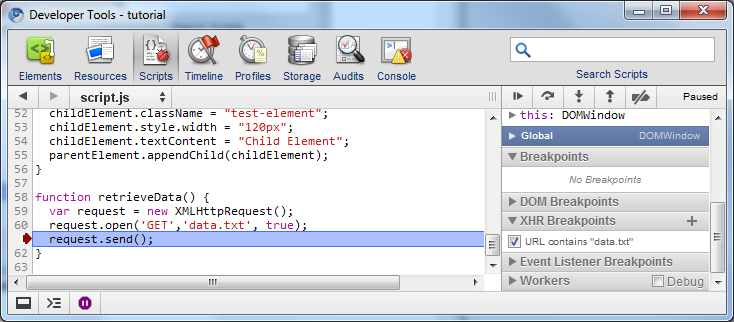 Developer Tools - tutorial
Elements Resources Scripts Timeline Profiles Storage Audits Console
Search Scripts
script.js
Paused
52 childElement.className = "test-element";
53 childElement.style.width = "120px";
54 childElement.textContent = "Child Element";
55 parentElement.appendChild(childElement);
56 }
57
58 function retrieveData() {
59 var request = new XMLHttpRequest();
60 request.open('GET','data.txt', true);
request.send();
62 }
63
this: DOMWindow
Global DOMWindow
Breakpoints
No Breakpoints
DOM Breakpoints
XHR Breakpoints +
URL contains "data.txt"
Event Listener Breakpoints
Workers Debug